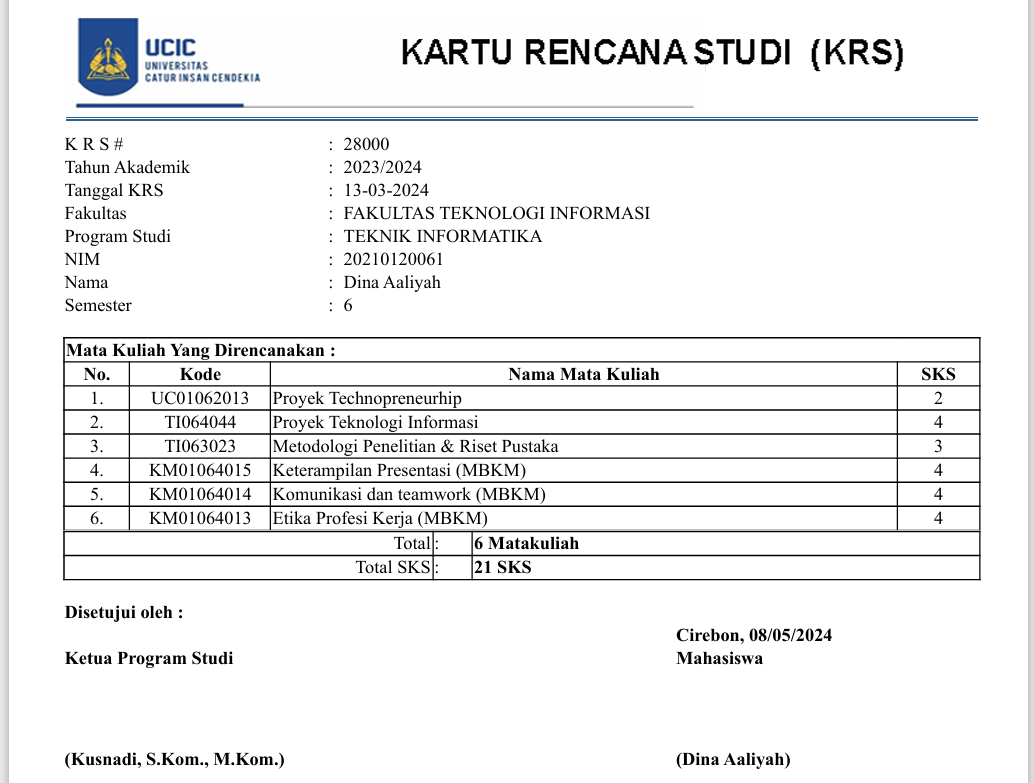 UCIC
UNIVERSITAS
CATUR INSAN CENDEKIA
KARTU RENCANA STUDI (KRS)
K R S # : 28000
Tahun Akademik : 2023/2024
Tanggal KRS : 13-03-2024
Fakultas : FAKULTAS TEKNOLOGI INFORMASI
Program Studi : TEKNIK INFORMATIKA
NIM : 20210120061
Nama : Dina Aaliyah
Semester : 6
Mata Kuliah Yang Direncanakan :
No. Kode Nama Mata Kuliah SKS
1. UC01062013 Proyek Technopreneurhip 2
2. TI064044 Proyek Teknologi Informasi 4
3. TI063023 Metodologi Penelitian & Riset Pustaka 3
4. KM01064015 Keterampilan Presentasi (MBKM) 4
5. KM01064014 Komunikasi dan teamwork (MBKM) 4
6. KM01064013 Etika Profesi Kerja (MBKM) 4
Total : 6 Matakuliah
Total SKS : 21 SKS
Disetujui oleh :
Cirebon, 08/05/2024
Ketua Program Studi Mahasiswa
(Kusnadi, S.Kom., M.Kom.) (Dina Aaliyah)